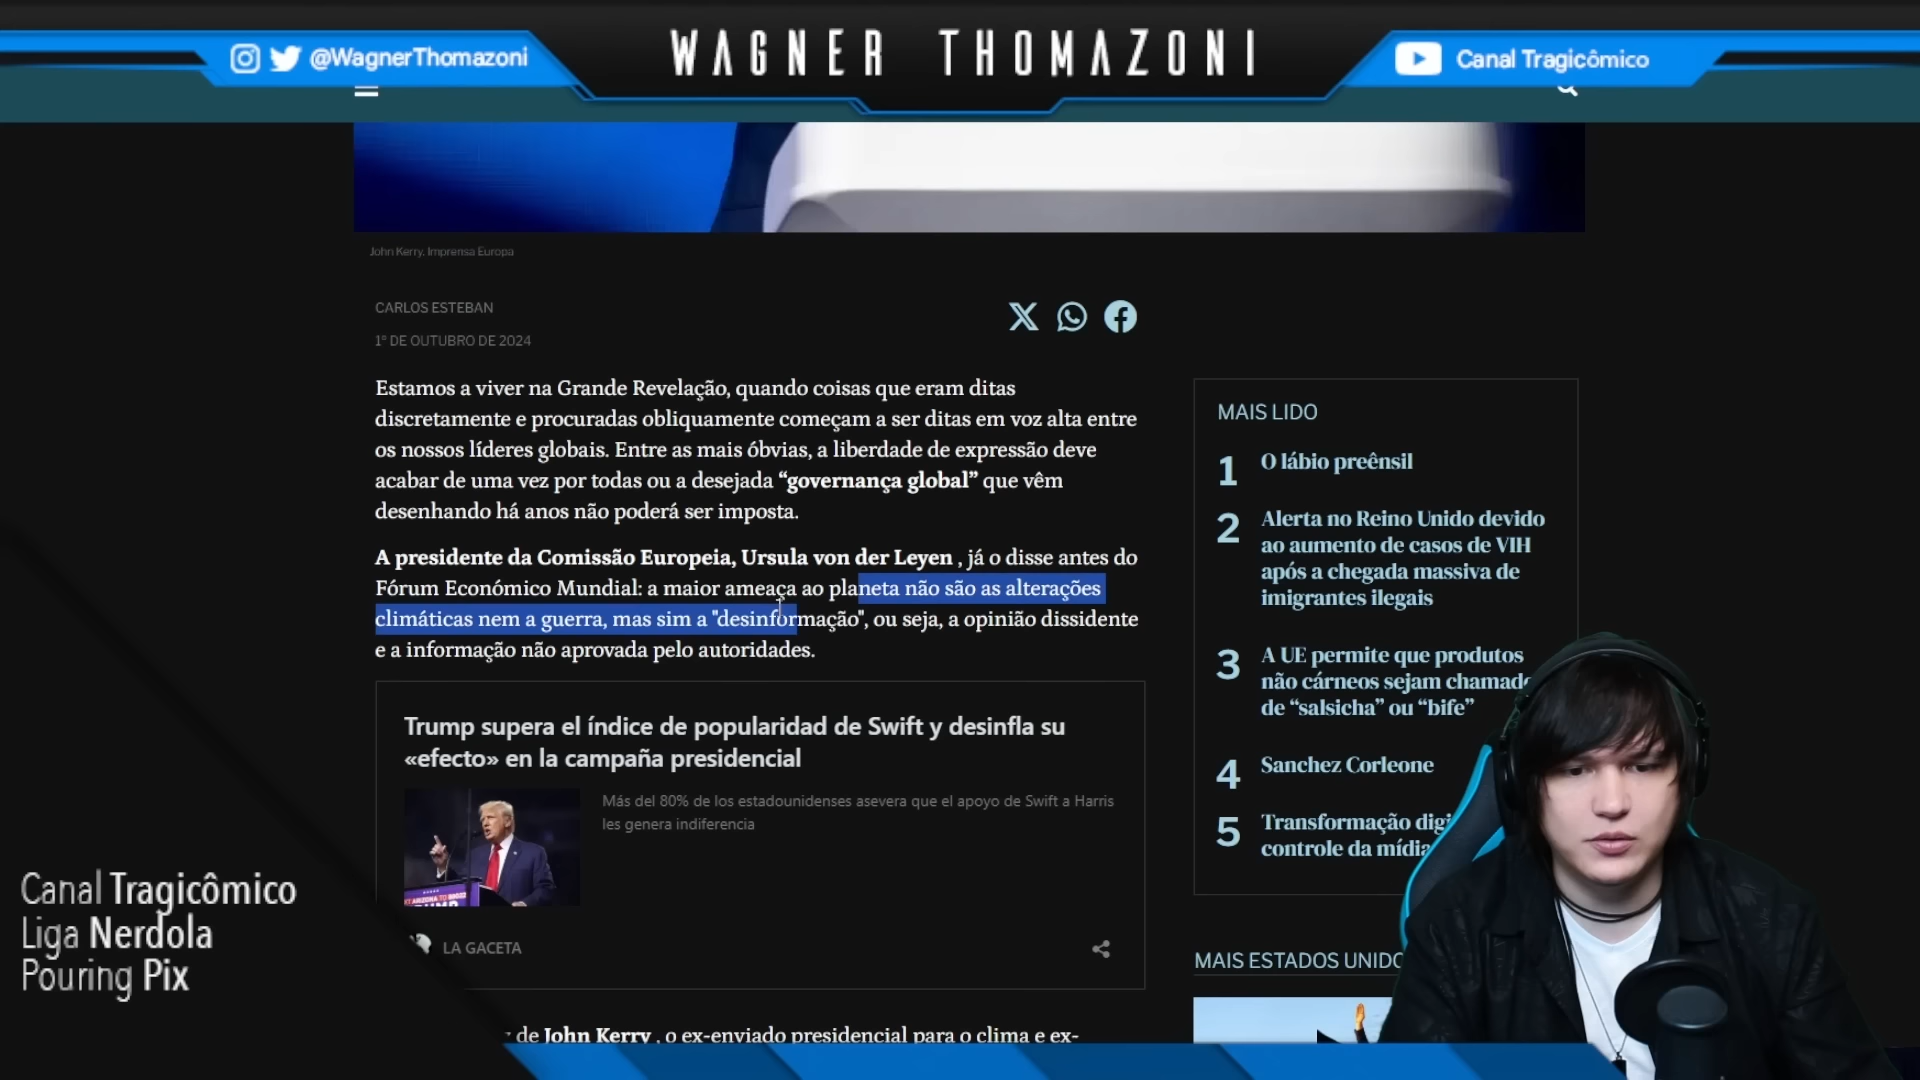 @WagnerThomazoni
WAGNER THOMAZONI
Canal Tragicômico
John Kerry. Imprensa Europa
CARLOS ESTEBAN
1º DE OUTUBRO DE 2024
Estamos a viver na Grande Revelação, quando coisas que eram ditas
discretamente e procuradas obliquamente começam a ser ditas em voz alta entre
os nossos líderes globais. Entre as mais óbvias, a liberdade de expressão deve
acabar de uma vez por todas ou a desejada “governança global” que vêm
desenhando há anos não poderá ser imposta.
A presidente da Comissão Europeia, Ursula von der Leyen , já o disse antes do
Fórum Económico Mundial: a maior ameaça ao planeta não são as alterações
climáticas nem a guerra, mas sim a "desinformação", ou seja, a opinião dissidente
e a informação não aprovada pelo autoridades.
Trump supera el índice de popularidad de Swift y desinfla su
«efecto» en la campaña presidencial
Más del 80% de los estadounidenses asevera que el apoyo de Swift a Harris
les genera indiferencia
LA GACETA
de John Kerry , o ex-enviado presidencial para o clima e ex-
MAIS LIDO
1 O lábio preênsil
2 Alerta no Reino Unido devido
ao aumento de casos de VIH
após a chegada massiva de
imigrantes ilegais
3 A UE permite que produtos
não cárneos sejam chamado
de “salsicha” ou “bife”
4 Sanchez Corleone
5 Transformação digi
controle da mídia
MAIS ESTADOS UNIDO
Canal Tragicômico
Liga Nerdola
Pouring Pix